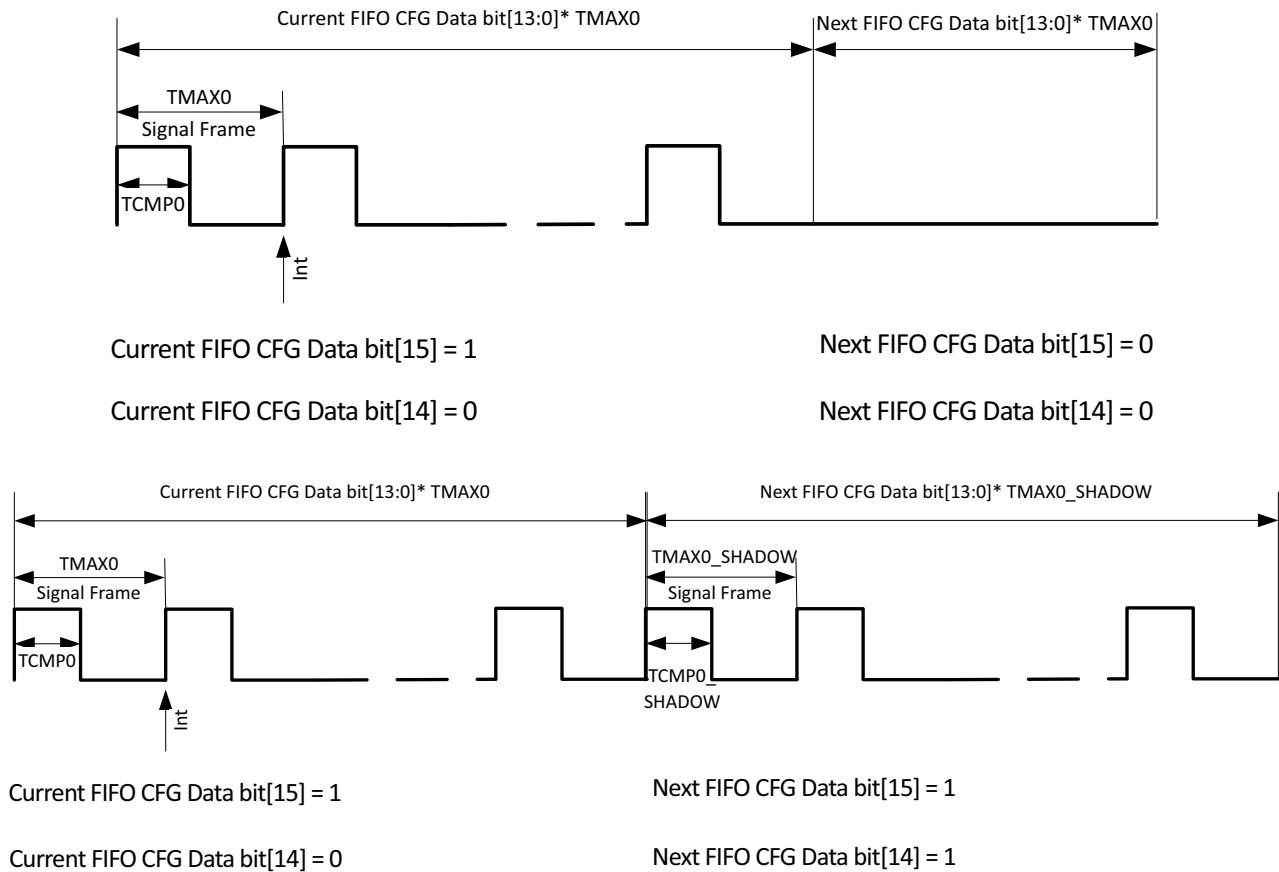 Current FIFO CFG Data bit[13:0]* TMAX0
Next FIFO CFG Data bit[13:0]* TMAX0
TMAX0
Signal Frame
TCMP0
Int
Current FIFO CFG Data bit[15] = 1
Next FIFO CFG Data bit[15] = 0
Current FIFO CFG Data bit[14] = 0
Next FIFO CFG Data bit[14] = 0
Current FIFO CFG Data bit[13:0]* TMAX0
Next FIFO CFG Data bit[13:0]* TMAX0_SHADOW
TMAX0
Signal Frame
TMAX0_SHADOW
Signal Frame
TCMP0
TCMP0_
SHADOW
Int
Current FIFO CFG Data bit[15] = 1
Next FIFO CFG Data bit[15] = 1
Current FIFO CFG Data bit[14] = 0
Next FIFO CFG Data bit[14] = 1